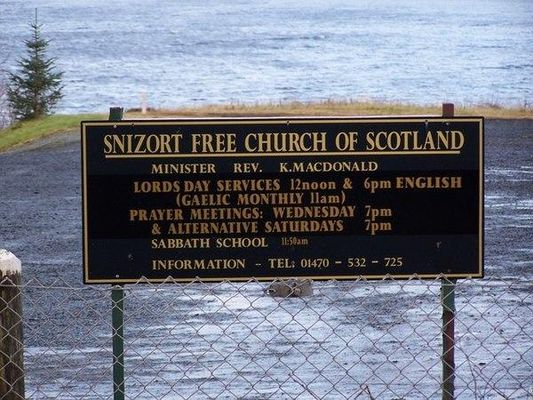 SNIZORT FREE CHURCH OF SCOTLAND
MINISTER REV. K.MACDONALD
LORDS DAY SERVICES 12noon & 6pm ENGLISH
(GAELIC MONTHLY 11am)
PRAYER MEETINGS: WEDNESDAY 7pm
& ALTERNATIVE SATURDAYS 7pm
SABBATH SCHOOL 11:50am
INFORMATION - TEL: 01470 - 532 - 725